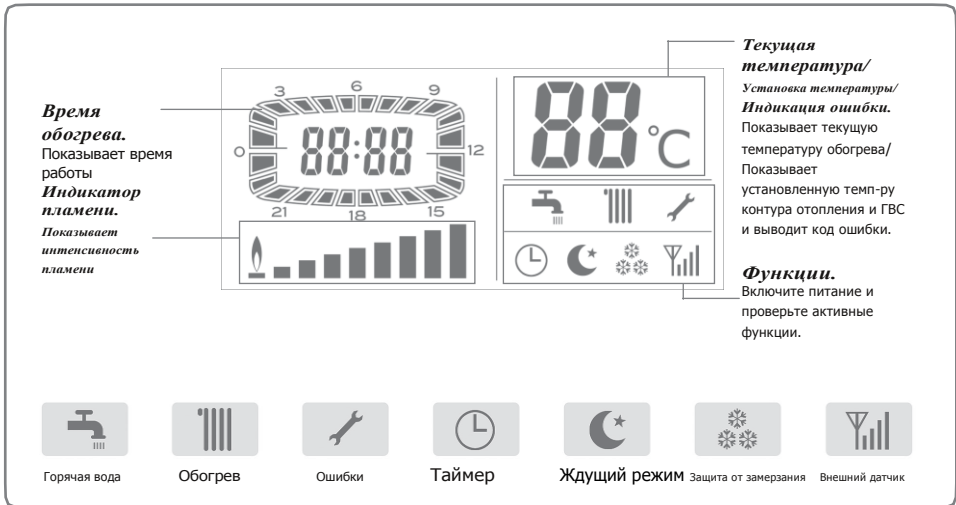 Время
обогрева.
Показывает время
работы
Индикатор
пламени.
Показывает
интенсивность
пламени
3 6 9
0 88:88 12
21 18 15
88°C
Текущая
температура/
Установка температуры/
Индикация ошибки.
Показывает текущую
температуру обогрева/
Показывает
установленную темп-ру
контура отопления и ГВС
и выводит код ошибки.
Функции.
Включите питание и
проверьте активные
функции.
Горячая вода
Обогрев
Ошибки
Таймер
Ждущий режим
Защита от замерзания
Внешний датчик